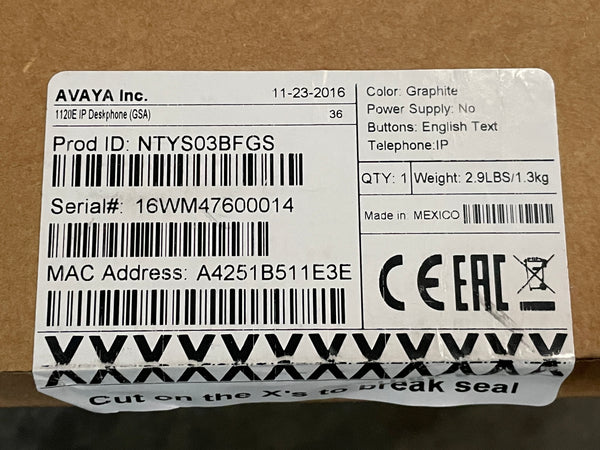 AVAYA Inc. 11-23-2016
1120E IP Deskphone (GSA) 36
Prod ID: NTYS03BFGS
Serial#: 16WM47600014
MAC Address: A4251B511E3E
Color: Graphite
Power Supply: No
Buttons: English Text
Telephone:IP
QTY: 1 Weight: 2.9LBS/1.3kg
Made in: MEXICO
CE EAC
XXXXXXXXXXXXX
Cut on the X's to break seal